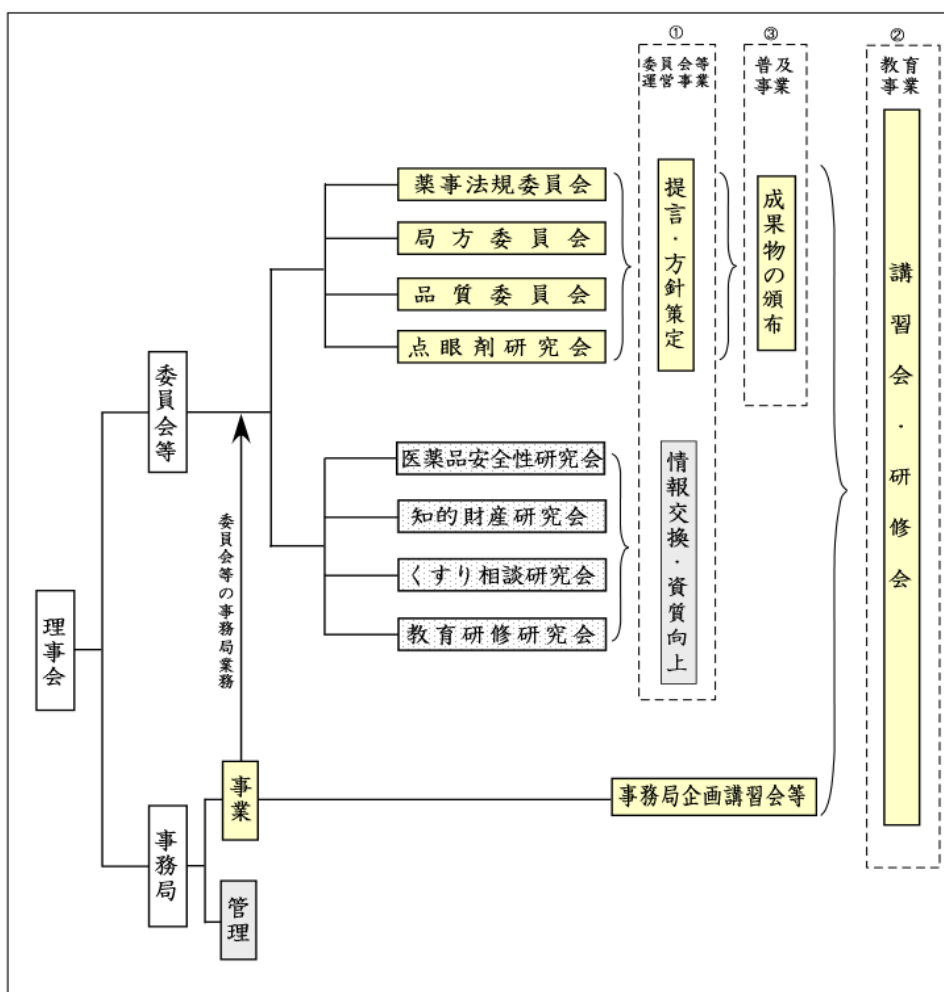 ①
③
②
委員会等
運営事業
普及
事業
教育
事業
薬事法規委員会
局方委員会
品質委員会
点眼剤研究会
提言・方針策定
成果物の頒布
講習会・研修会
委員会等
医薬品安全性研究会
知的財産研究会
くすり相談研究会
教育研修研究会
情報交換・資質向上
委員会等の事務局業務
理事会
事業
事務局企画講習会等
事務局
管理